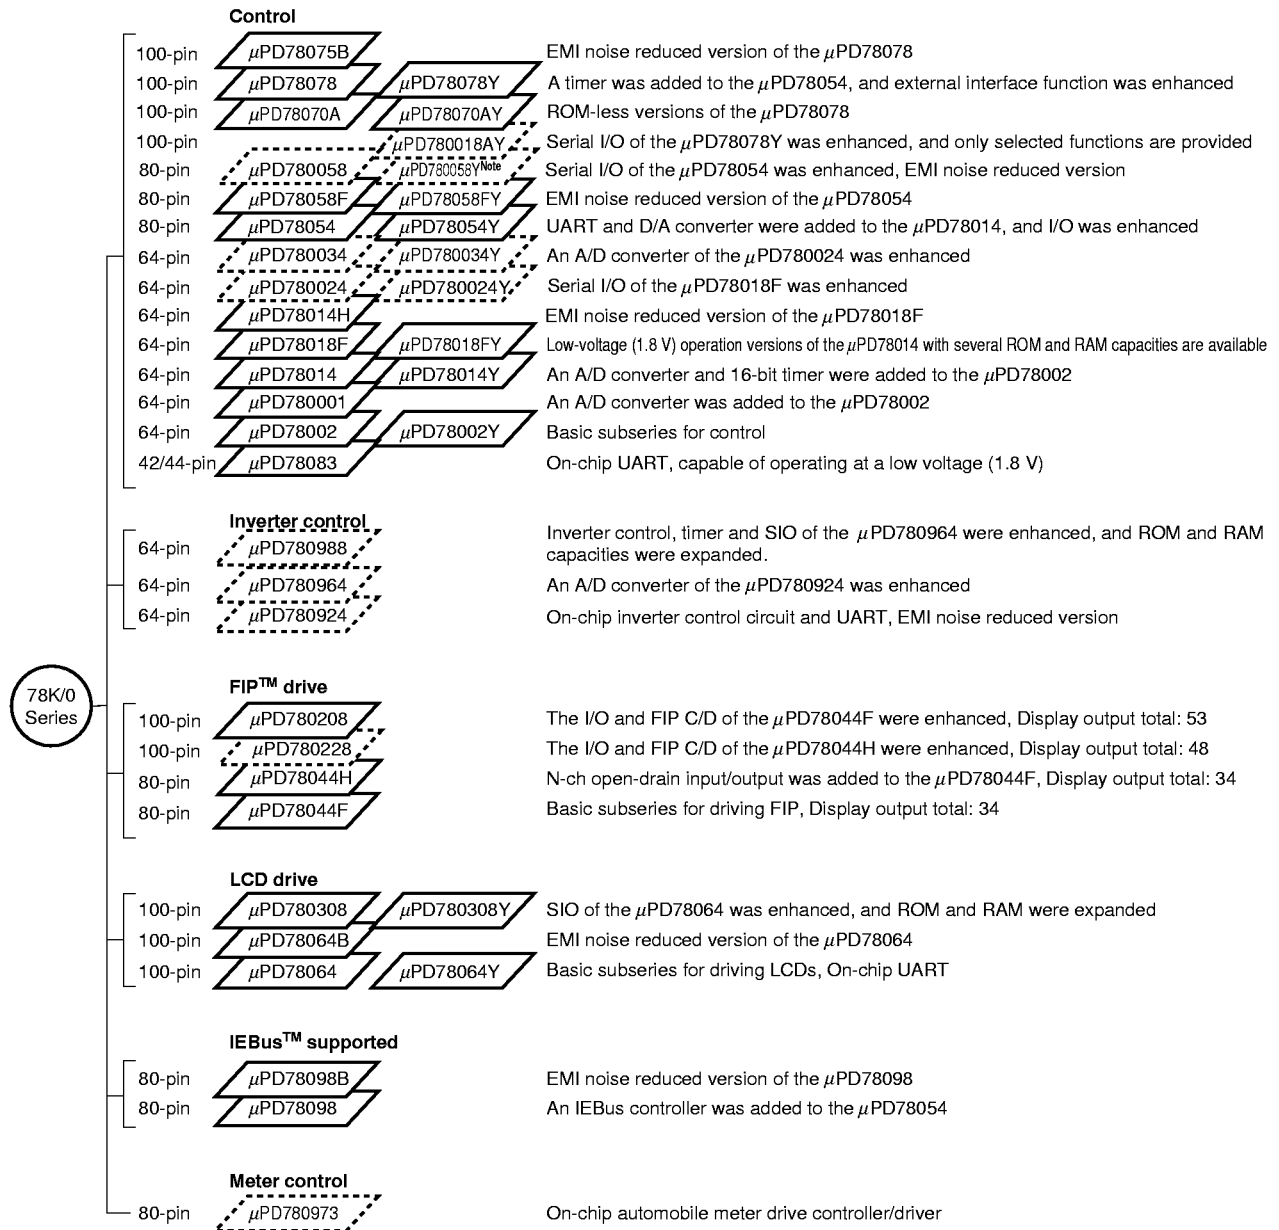 Control
100-pin μPD78075B EMI noise reduced version of the μPD78078
100-pin μPD78078 μPD78078Y A timer was added to the μPD78054, and external interface function was enhanced
100-pin μPD78070A μPD78070AY ROM-less versions of the μPD78078
100-pin μPD780018AY Serial I/O of the μPD78078Y was enhanced, and only selected functions are provided
80-pin μPD780058 μPD780058YNote Serial I/O of the μPD78054 was enhanced, EMI noise reduced version
80-pin μPD78058F μPD78058FY EMI noise reduced version of the μPD78054
80-pin μPD78054 μPD78054Y UART and D/A converter were added to the μPD78014, and I/O was enhanced
64-pin μPD780034 μPD780034Y An A/D converter of the μPD780024 was enhanced
64-pin μPD780024 μPD780024Y Serial I/O of the μPD78018F was enhanced
64-pin μPD78014H EMI noise reduced version of the μPD78018F
64-pin μPD78018F μPD78018FY Low-voltage (1.8 V) operation versions of the μPD78014 with several ROM and RAM capacities are available
64-pin μPD78014 μPD78014Y An A/D converter and 16-bit timer were added to the μPD78002
64-pin μPD780001 An A/D converter was added to the μPD78002
64-pin μPD78002 μPD78002Y Basic subseries for control
42/44-pin μPD78083 On-chip UART, capable of operating at a low voltage (1.8 V)
Inverter control
64-pin μPD780988 Inverter control, timer and SIO of the μPD780964 were enhanced, and ROM and RAM
capacities were expanded.
64-pin μPD780964 An A/D converter of the μPD780924 was enhanced
64-pin μPD780924 On-chip inverter control circuit and UART, EMI noise reduced version
78K/0
Series
FIP™ drive
100-pin μPD780208 The I/O and FIP C/D of the μPD78044F were enhanced, Display output total: 53
100-pin μPD780228 The I/O and FIP C/D of the μPD78044H were enhanced, Display output total: 48
80-pin μPD78044H N-ch open-drain input/output was added to the μPD78044F, Display output total: 34
80-pin μPD78044F Basic subseries for driving FIP, Display output total: 34
LCD drive
100-pin μPD780308 μPD780308Y SIO of the μPD78064 was enhanced, and ROM and RAM were expanded
100-pin μPD78064B EMI noise reduced version of the μPD78064
100-pin μPD78064 μPD78064Y Basic subseries for driving LCDs, On-chip UART
IEBus™ supported
80-pin μPD78098B EMI noise reduced version of the μPD78098
80-pin μPD78098 An IEBus controller was added to the μPD78054
Meter control
80-pin μPD780973 On-chip automobile meter drive controller/driver